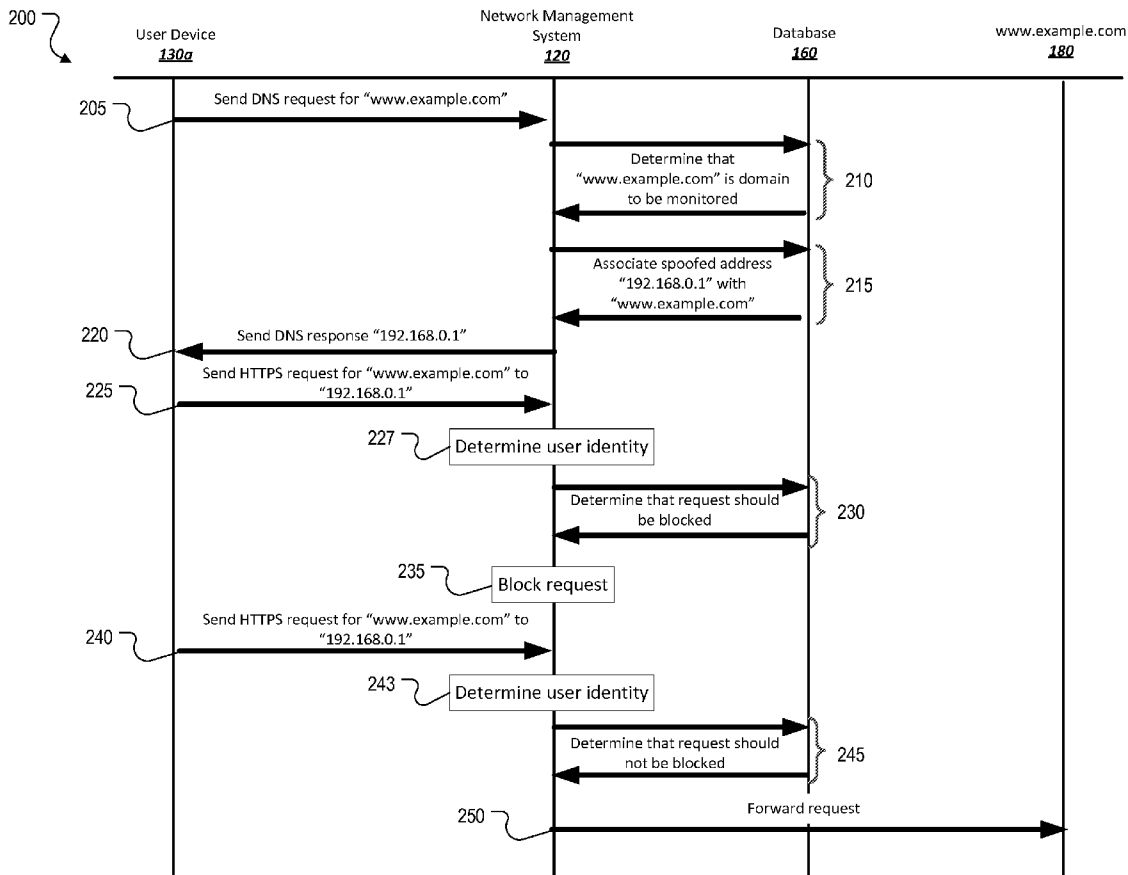 200
User Device
130a
Network Management
System
120
Database
160
www.example.com
180
205
Send DNS request for “www.example.com”
Determine that
“www.example.com” is domain
to be monitored
210
Associate spoofed address
“192.168.0.1” with
“www.example.com”
215
220
Send DNS response “192.168.0.1”
225
Send HTTPS request for “www.example.com” to
“192.168.0.1”
227
Determine user identity
Determine that request should
be blocked
230
235
Block request
240
Send HTTPS request for “www.example.com” to
“192.168.0.1”
243
Determine user identity
Determine that request should
not be blocked
245
250
Forward request